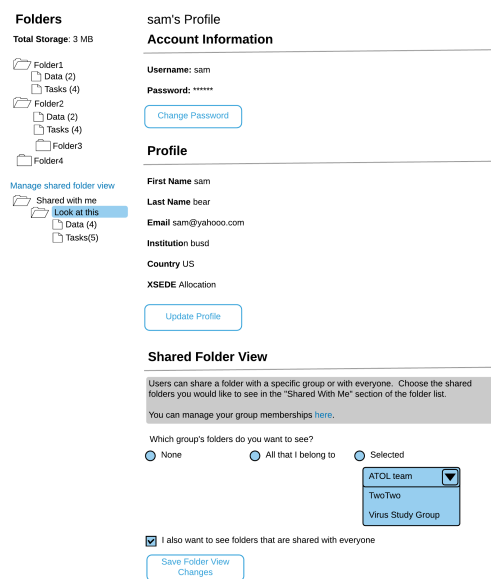 Folders
Total Storage: 3 MB
Folder1
Data (2)
Tasks (4)
Folder2
Data (2)
Tasks (4)
Folder3
Folder4
Manage shared folder view
Shared with me
Look at this
Data (4)
Tasks(5)
sam's Profile
Account Information
Username: sam
Password: ******
Change Password
Profile
First Name sam
Last Name bear
Email sam@yahooo.com
Institution busd
Country US
XSEDE Allocation
Update Profile
Shared Folder View
Users can share a folder with a specific group or with everyone. Choose the shared
folders you would like to see in the "Shared With Me" section of the folder list.
You can manage your group memberships here.
Which group's folders do you want to see?
None All that I belong to Selected
ATOL team
TwoTwo
Virus Study Group
I also want to see folders that are shared with everyone
Save Folder View
Changes